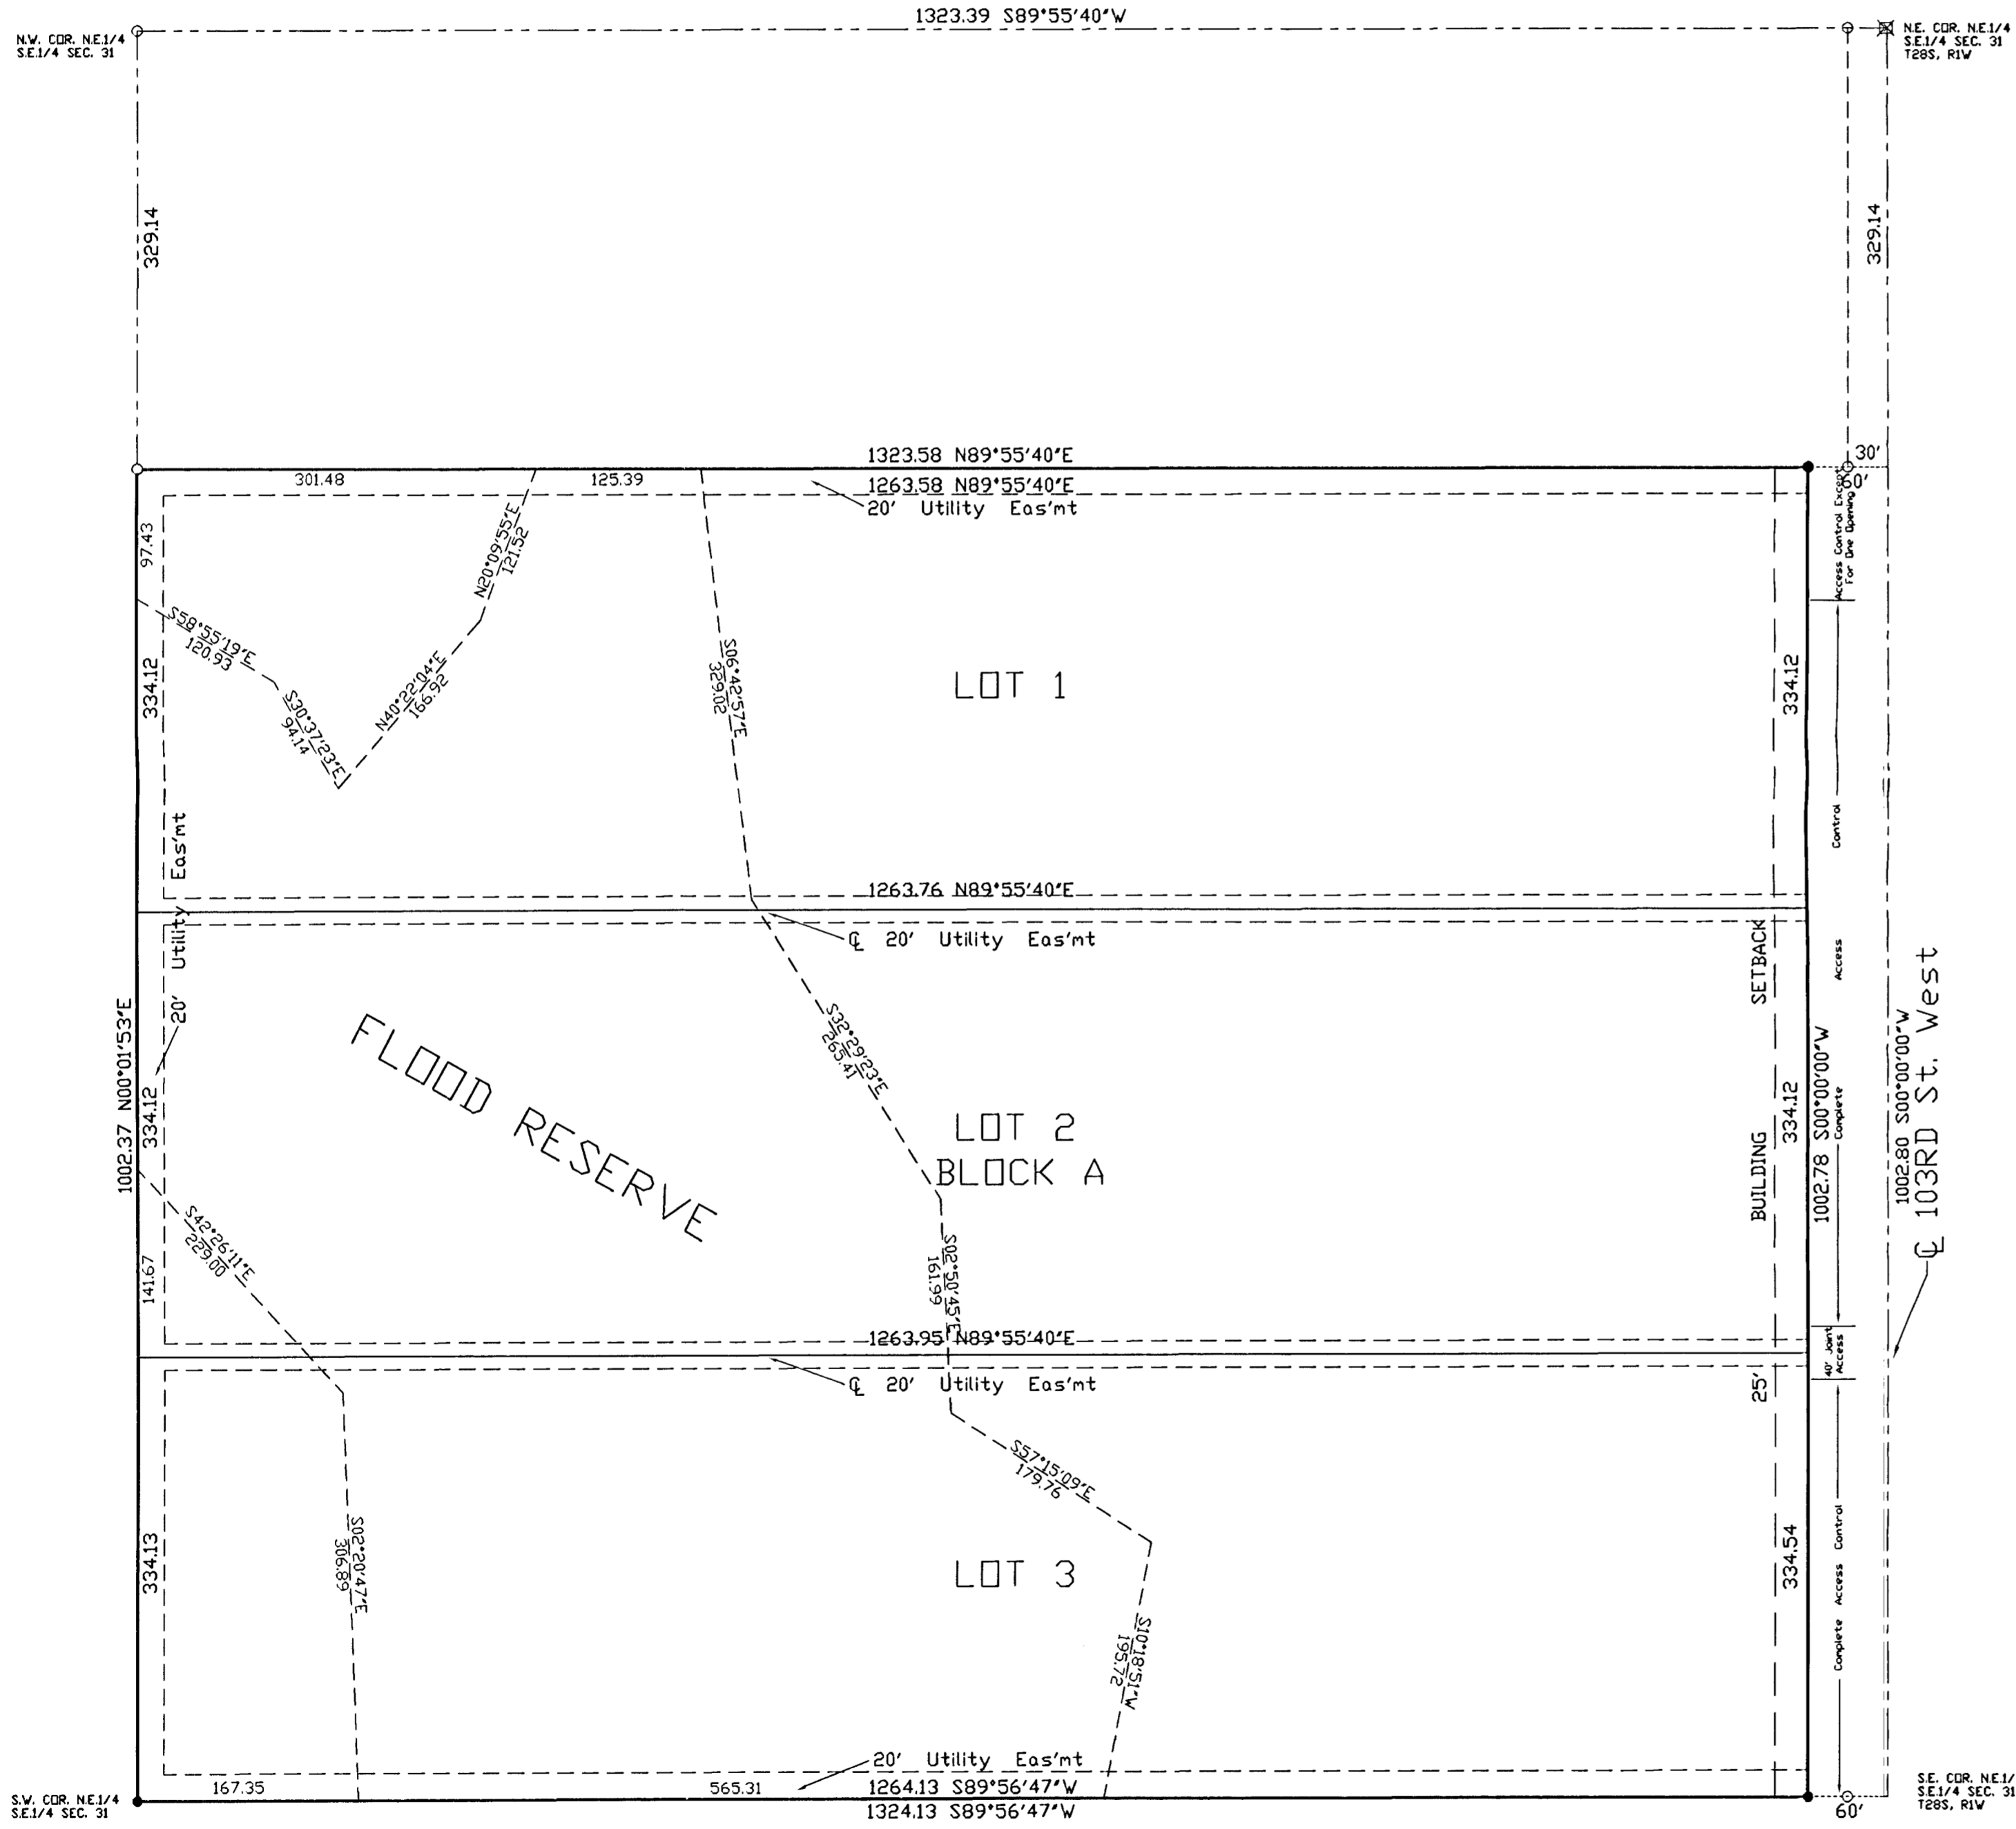 1323.39 S89°55'40"W
N.W. COR. N.E.1/4
S.E.1/4 SEC. 31
N.E. COR. N.E.1/4
S.E.1/4 SEC. 31
T28S, R1W
329.14
329.14
1323.58 N89°55'40"E
30'
60'
301.48
125.39
1263.58 N89°55'40"E
20' Utility Eas'mt
97.43
N20°09'55"E
121.52
Access Control Except
For One Opening
S58°55'19"E
120.93
334.12
S30°37'23"E
94.14
N40°22'04"E
166.92
S06°42'57"E
329.02
LOT 1
334.12
Control
Access
Complete
20' Utility Eas'mt
1263.76 N89°55'40"E
℄ 20' Utility Eas'mt
BUILDING SETBACK
25'
1002.37 N00°01'53"E
334.12
FLOOD RESERVE
S32°29'23"E
265.41
LOT 2
BLOCK A
334.12
1002.78 S00°00'00"W
1002.80 S00°00'00"W
℄ 103RD St. West
141.67
S42°26'11"E
229.00
S02°50'45"E
161.99
1263.95 N89°55'40"E
40' Joint
Access
℄ 20' Utility Eas'mt
S57°15'09"E
179.76
334.13
S02°20'47"E
306.89
LOT 3
334.54
Complete Access Control
S10°18'51"W
195.72
20' Utility Eas'mt
167.35
565.31
1264.13 S89°56'47"W
1324.13 S89°56'47"W
60'
S.W. COR. N.E.1/4
S.E.1/4 SEC. 31
S.E. COR. N.E.1/
S.E.1/4 SEC. 31
T28S, R1W